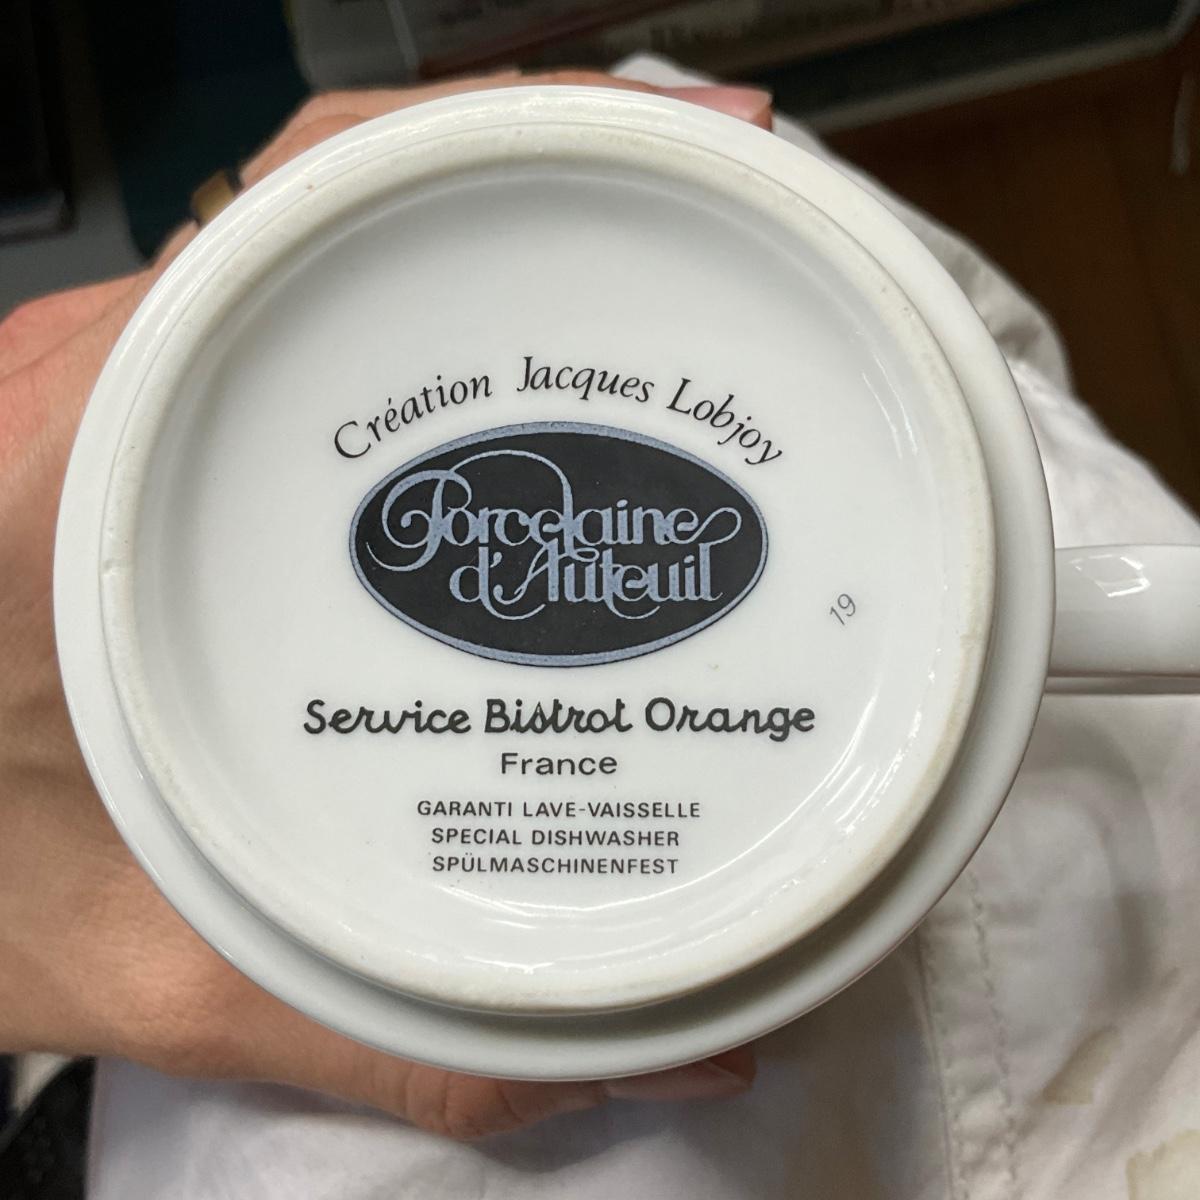 Création Jacques Lobjoy
Porcelaine
d'Auteuil
19
Service Bistrot Orange
France
GARANTI LAVE-VAISSELLE
SPECIAL DISHWASHER
SPÜLMASCHINENFEST